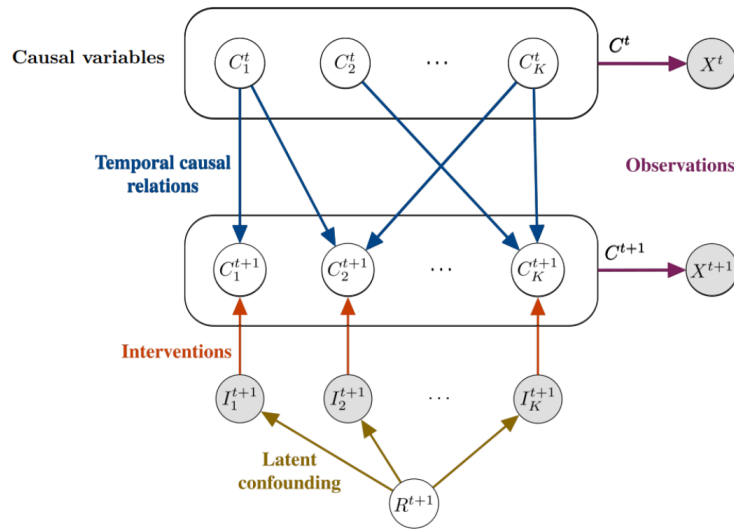 Causal variables
C_1^t
C_2^t
...
C_K^t
C^t
X^t
Temporal causal
relations
Observations
C_1^{t+1}
C_2^{t+1}
...
C_K^{t+1}
C^{t+1}
X^{t+1}
Interventions
I_1^{t+1}
I_2^{t+1}
...
I_K^{t+1}
Latent
confounding
R^{t+1}